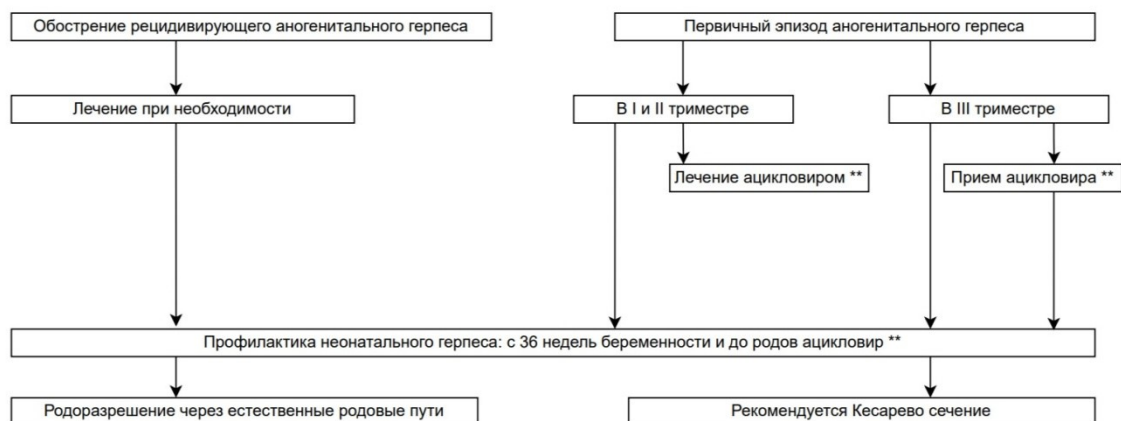 Обострение рецидивирующего аногенитального герпеса
Первичный эпизод аногенитального герпеса
Лечение при необходимости
В I и II триместре
В III триместре
Лечение ацикловиром **
Прием ацикловира **
Профилактика неонатального герпеса: с 36 недель беременности и до родов ацикловир **
Родоразрешение через естественные родовые пути
Рекомендуется Кесарево сечение